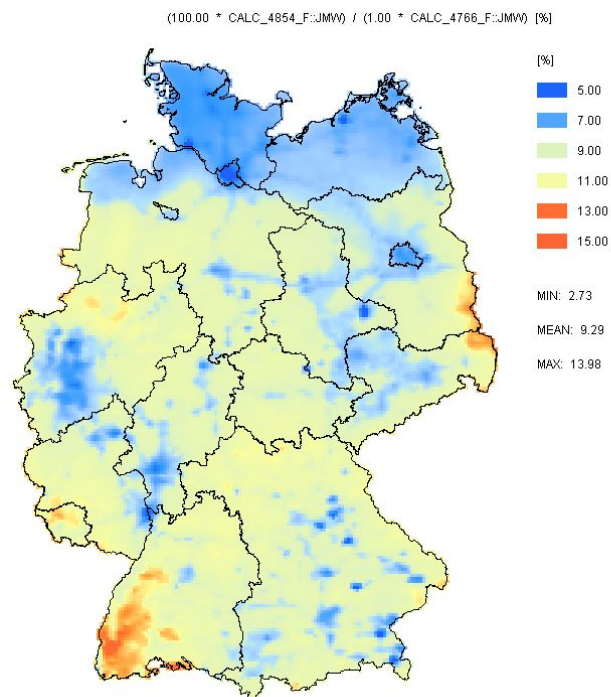 (100.00 * CALC_4854_F::JMW) / (1.00 * CALC_4766_F::JMW) [%]
[%]
5.00
7.00
9.00
11.00
13.00
15.00
MIN: 2.73
MEAN: 9.29
MAX: 13.98